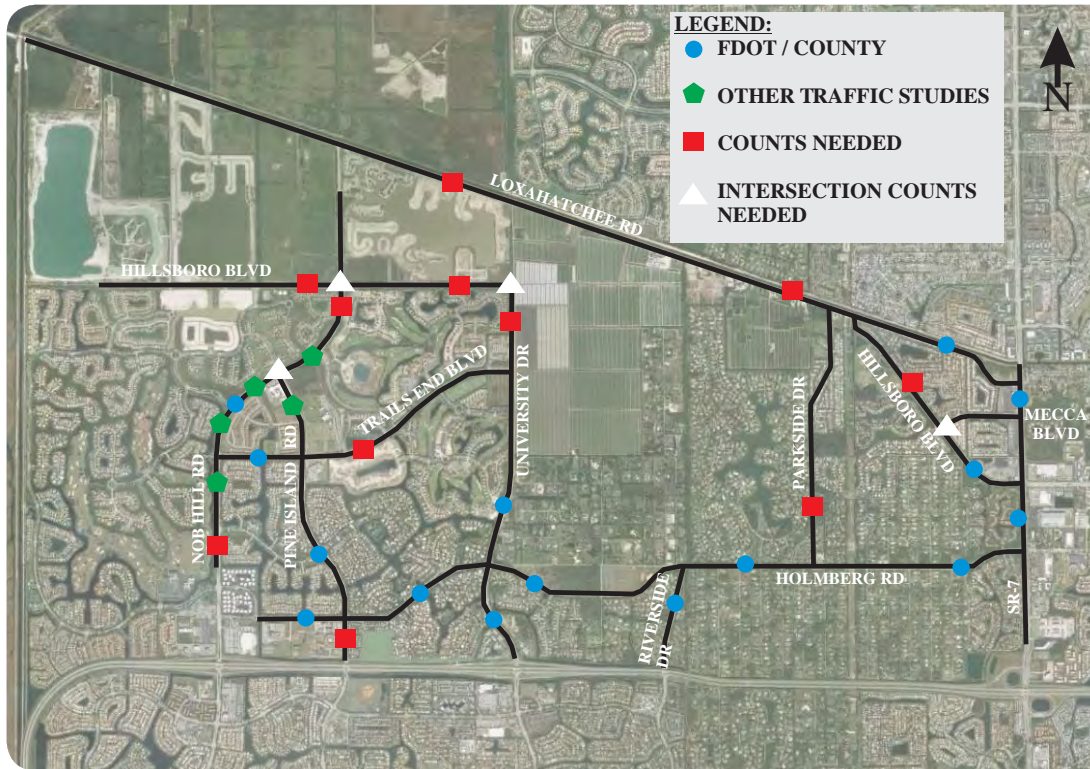 LEGEND:
FDOT / COUNTY
OTHER TRAFFIC STUDIES
COUNTS NEEDED
INTERSECTION COUNTS
NEEDED
N
LOXAHATCHEE RD
HILLSBORO BLVD
TRAILS END BLVD
UNIVERSITY DR
NOB HILL RD
PINE ISLAND RD
PARKSIDE DR
HILLSBORO BLVD
MECCA
BLVD
HOLMBERG RD
RIVERSIDE
DR
SR-7